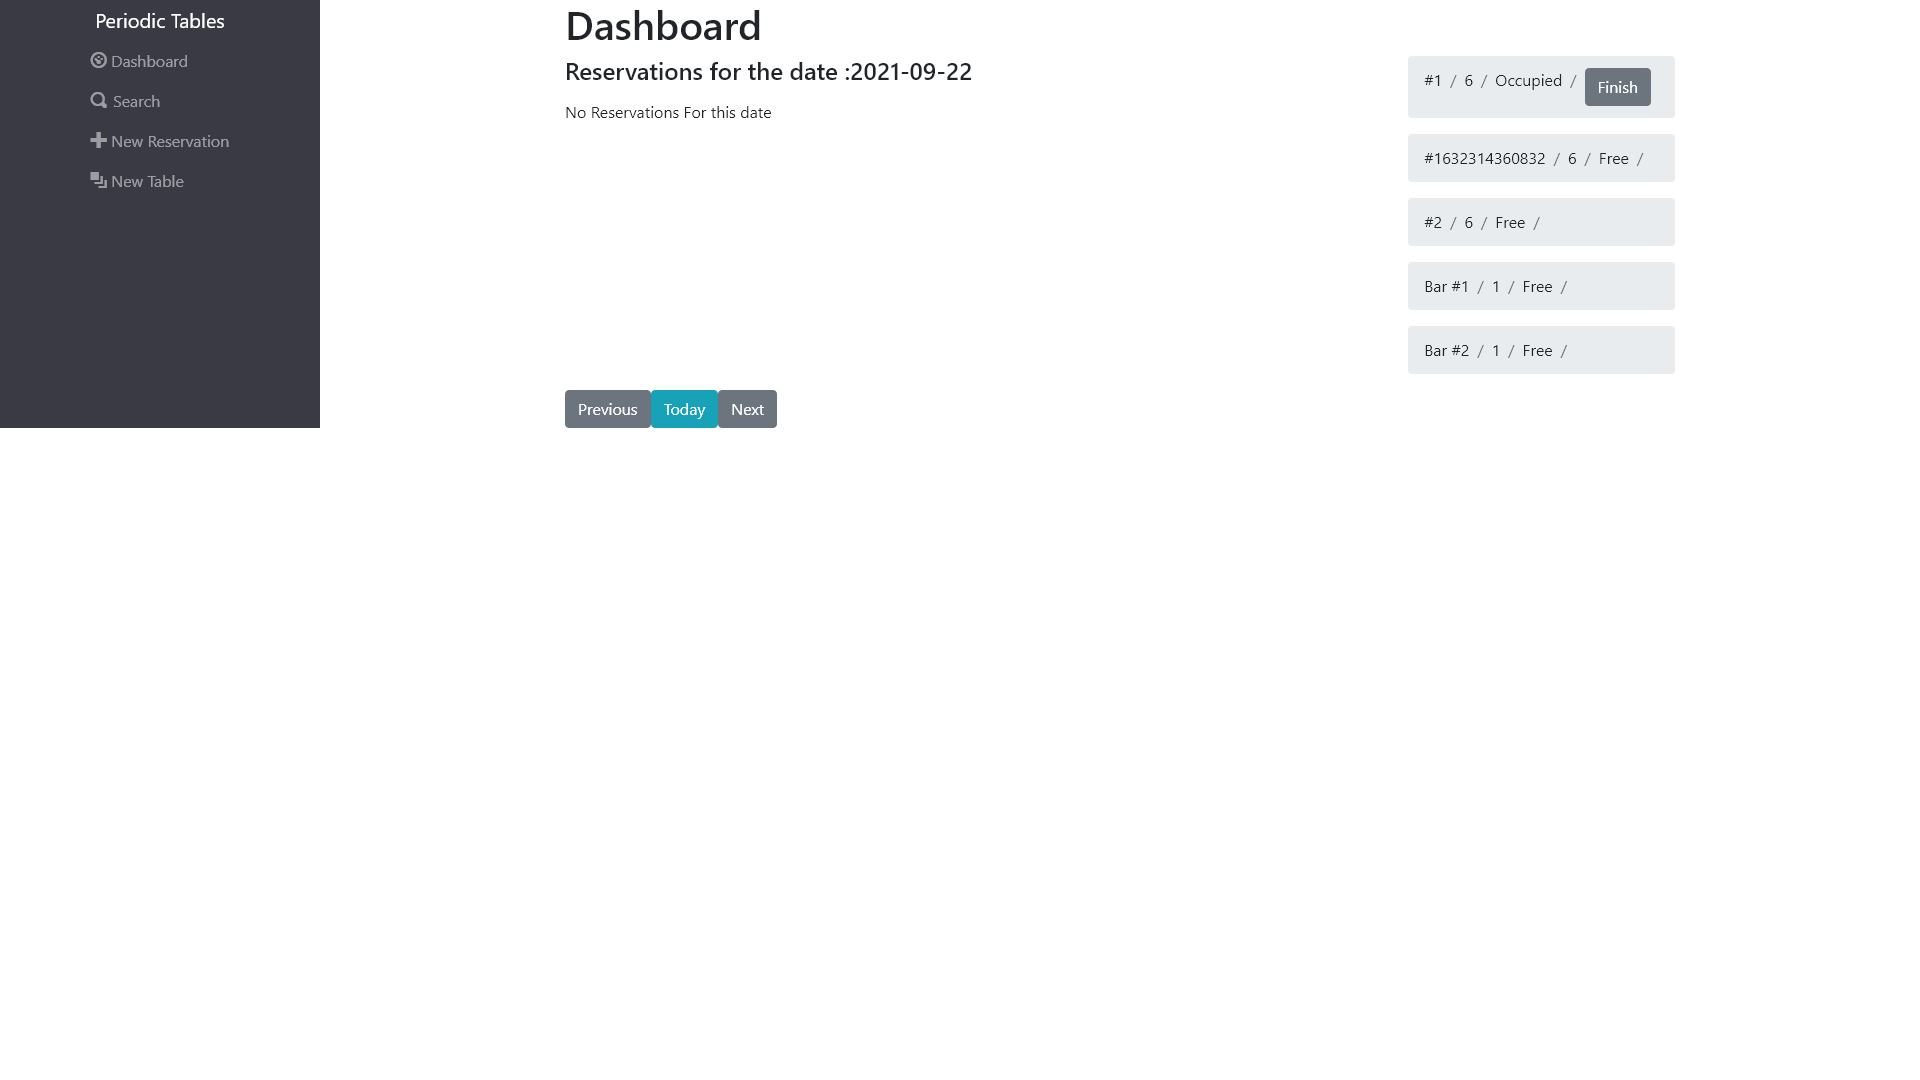 Periodic Tables
Dashboard
Search
New Reservation
New Table
Dashboard
Reservations for the date :2021-09-22
No Reservations For this date
#1 / 6 / Occupied / Finish
#1632314360832 / 6 / Free /
#2 / 6 / Free /
Bar #1 / 1 / Free /
Bar #2 / 1 / Free /
Previous Today Next